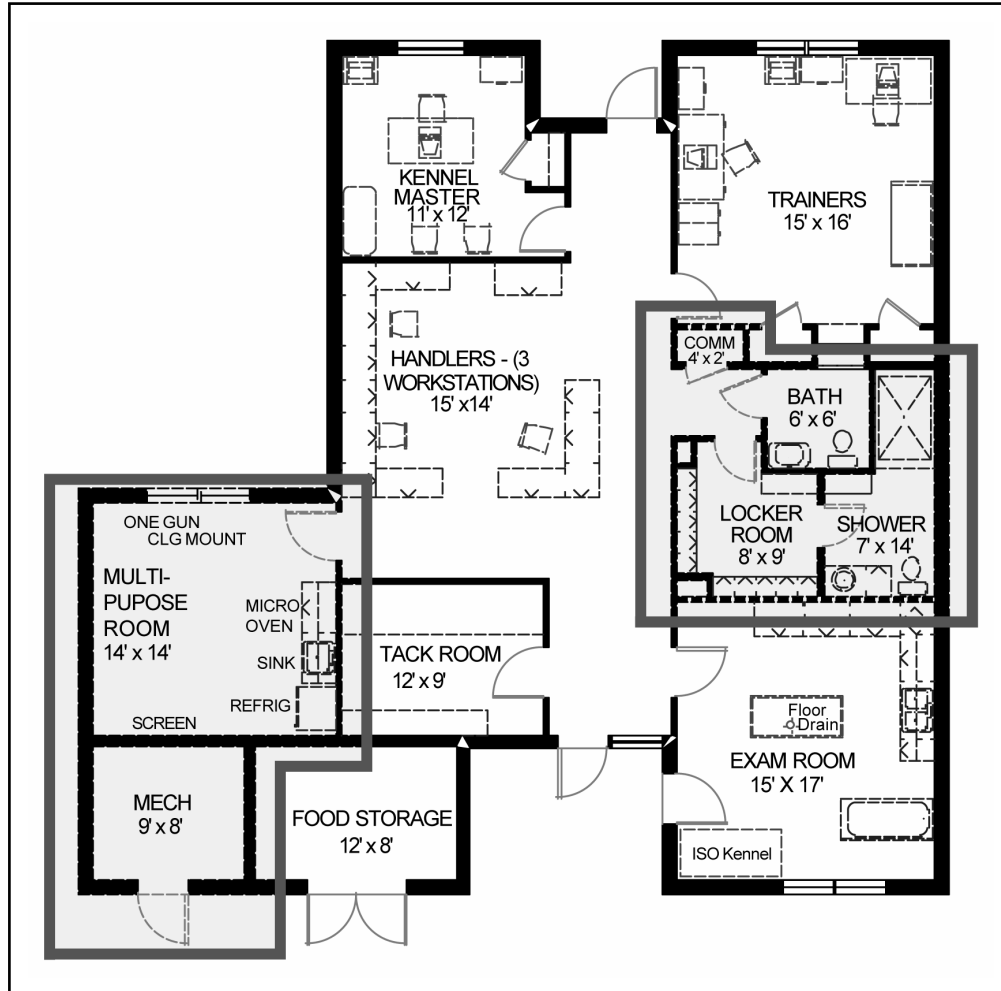 KENNEL
MASTER
11' x 12'
TRAINERS
15' x 16'
COMM
4' x 2'
HANDLERS - (3
WORKSTATIONS)
15' x14'
BATH
6' x 6'
ONE GUN
CLG MOUNT
LOCKER
ROOM
8' x 9'
SHOWER
7' x 14'
MULTI-
PUPOSE
ROOM
14' x 14'
MICRO
OVEN
SINK
REFRIG
SCREEN
TACK ROOM
12' x 9'
Floor
Drain
EXAM ROOM
15' X 17'
MECH
9' x 8'
FOOD STORAGE
12' x 8'
ISO Kennel